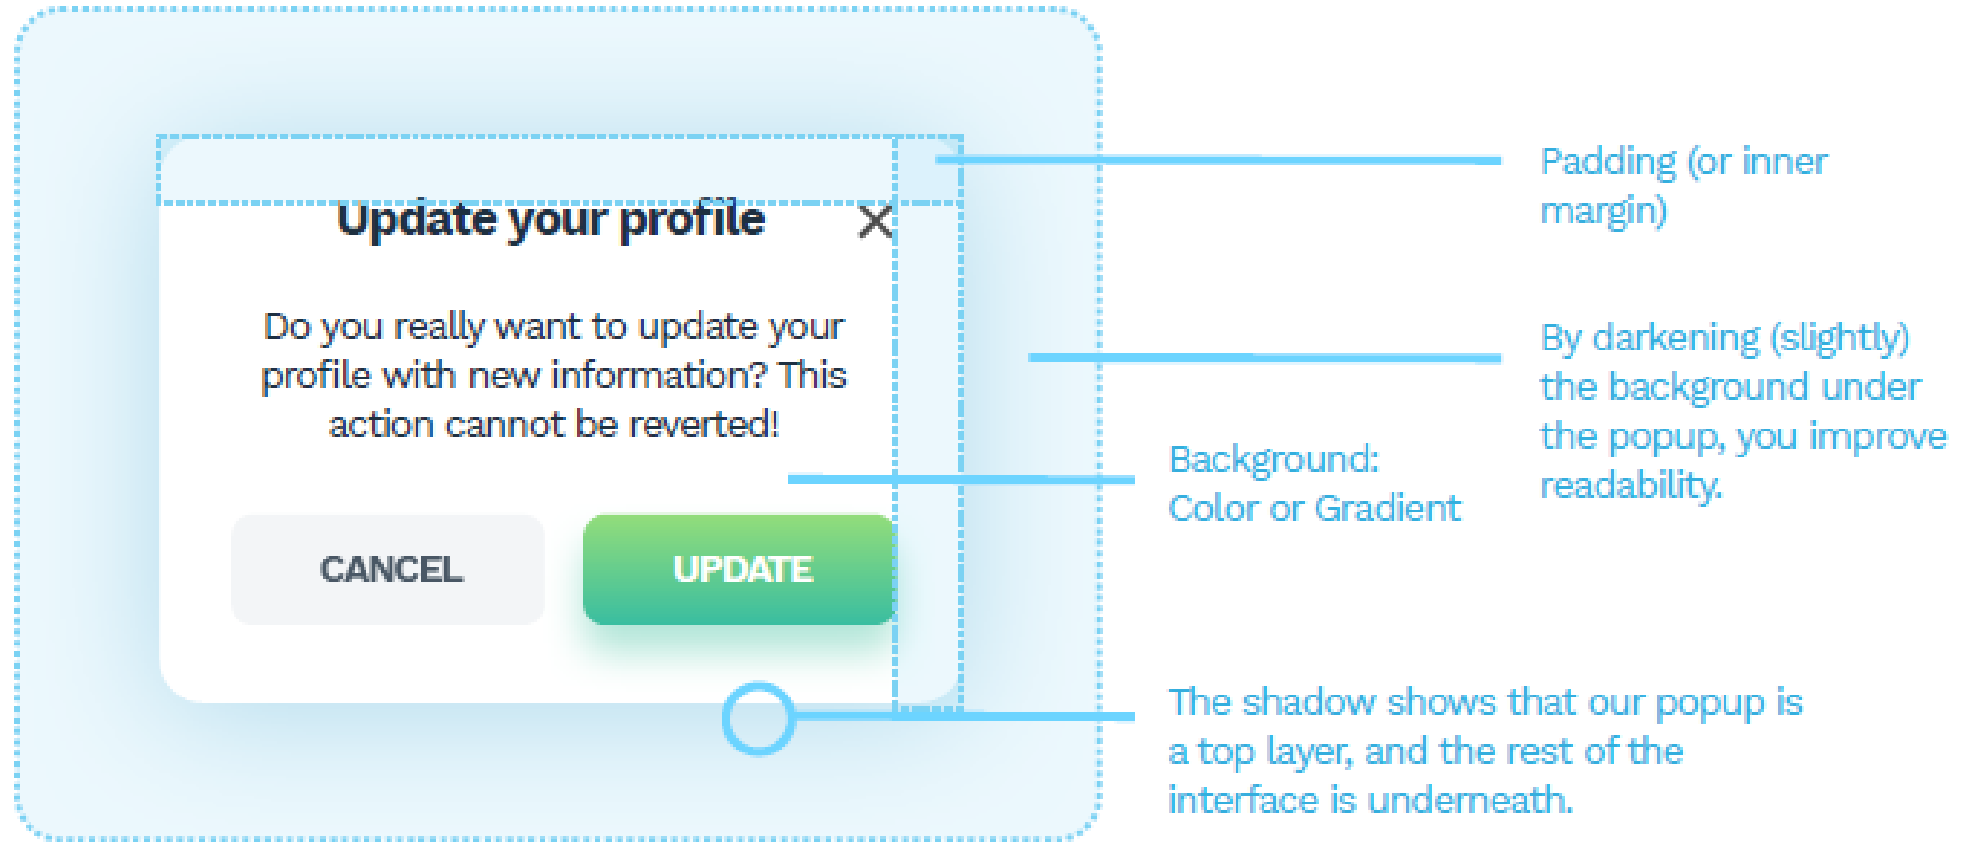 Update your profile
Do you really want to update your
profile with new information? This
action cannot be reverted!
CANCEL
UPDATE
Padding (or inner
margin)
By darkening (slightly)
the background under
the popup, you improve
readability.
Background:
Color or Gradient
The shadow shows that our popup is
a top layer, and the rest of the
interface is underneath.